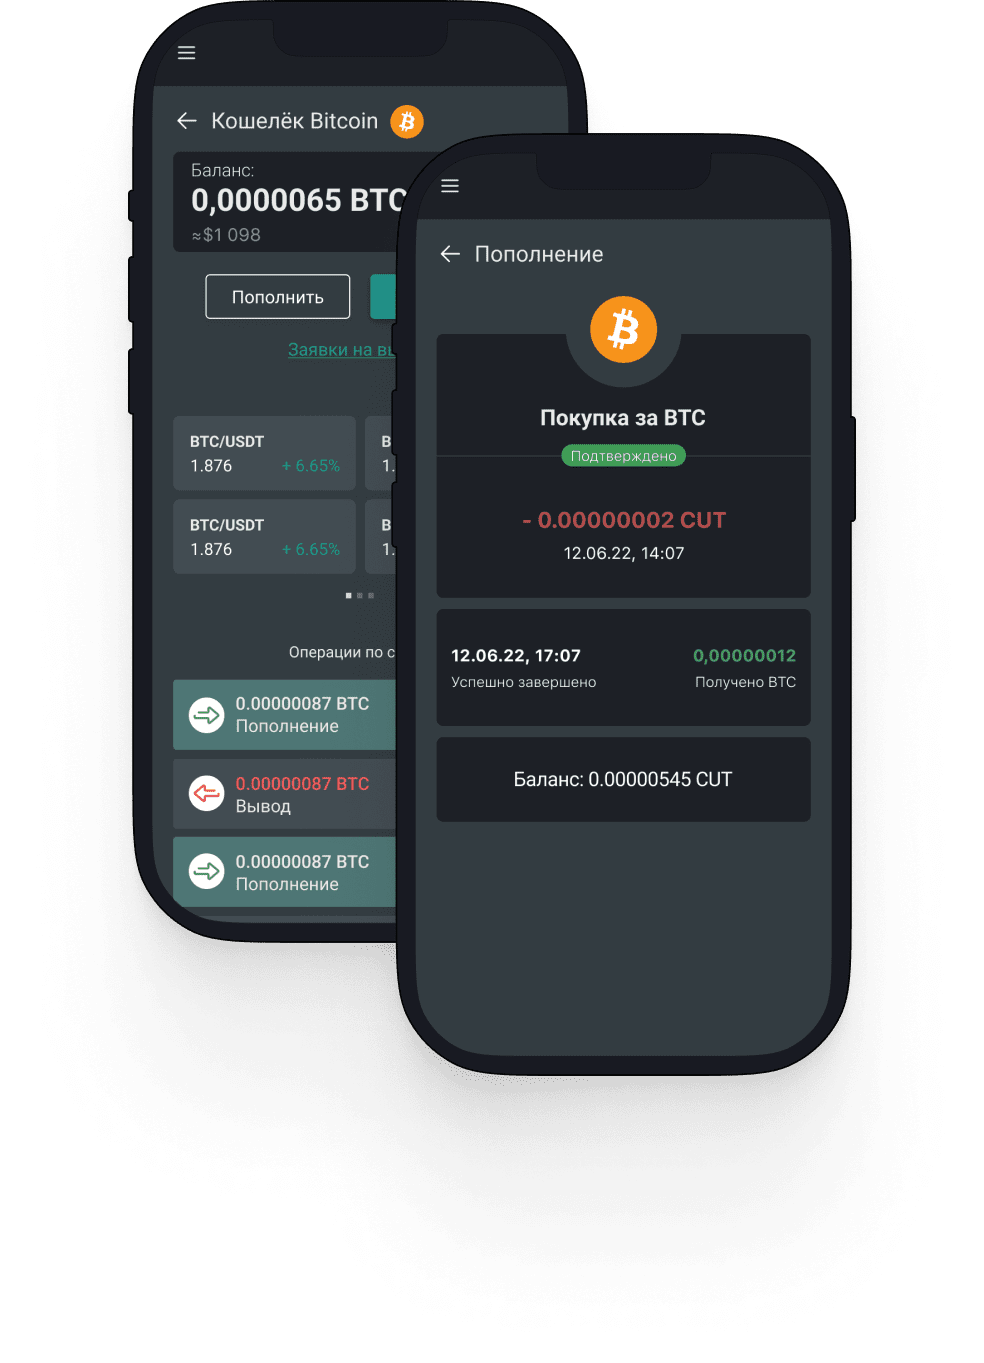 Кошелёк Bitcoin
Баланс:
0,0000065 BTC
≈$1 098
Пополнить
Заявки на
BTC/USDT
1.876 + 6.65%
BTC/USDT
1.876 + 6.65%
Операции по
0.00000087 BTC
Пополнение
0.00000087 BTC
Вывод
0.00000087 BTC
Пополнение
Пополнение
Покупка за BTC
Подтверждено
- 0.00000002 CUT
12.06.22, 14:07
12.06.22, 17:07 0,00000012
Успешно завершено Получено BTC
Баланс: 0.00000545 CUT